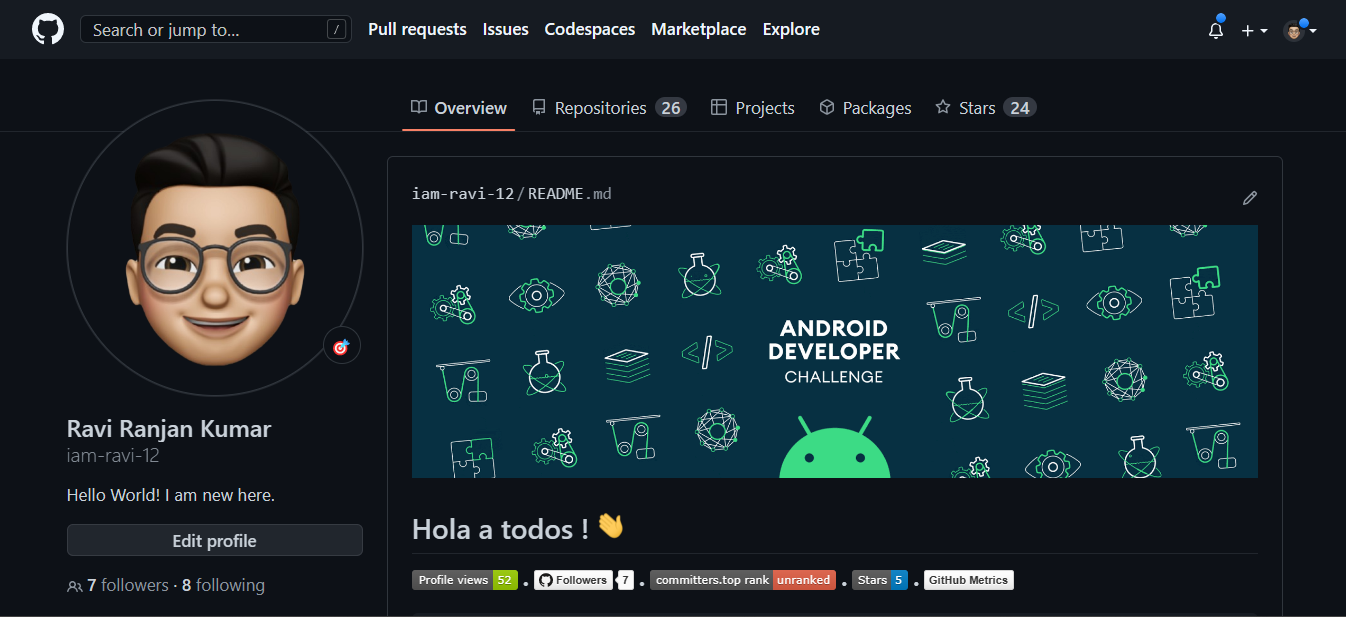 Search or jump to... / Pull requests Issues Codespaces Marketplace Explore
Overview Repositories 26 Projects Packages Stars 24
iam-ravi-12/README.md
ANDROID
DEVELOPER
CHALLENGE
Ravi Ranjan Kumar
iam-ravi-12
Hello World! I am new here.
Edit profile
7 followers · 8 following
Hola a todos ! 👋
Profile views 52 . Followers 7 . committers.top rank unranked . Stars 5 . GitHub Metrics